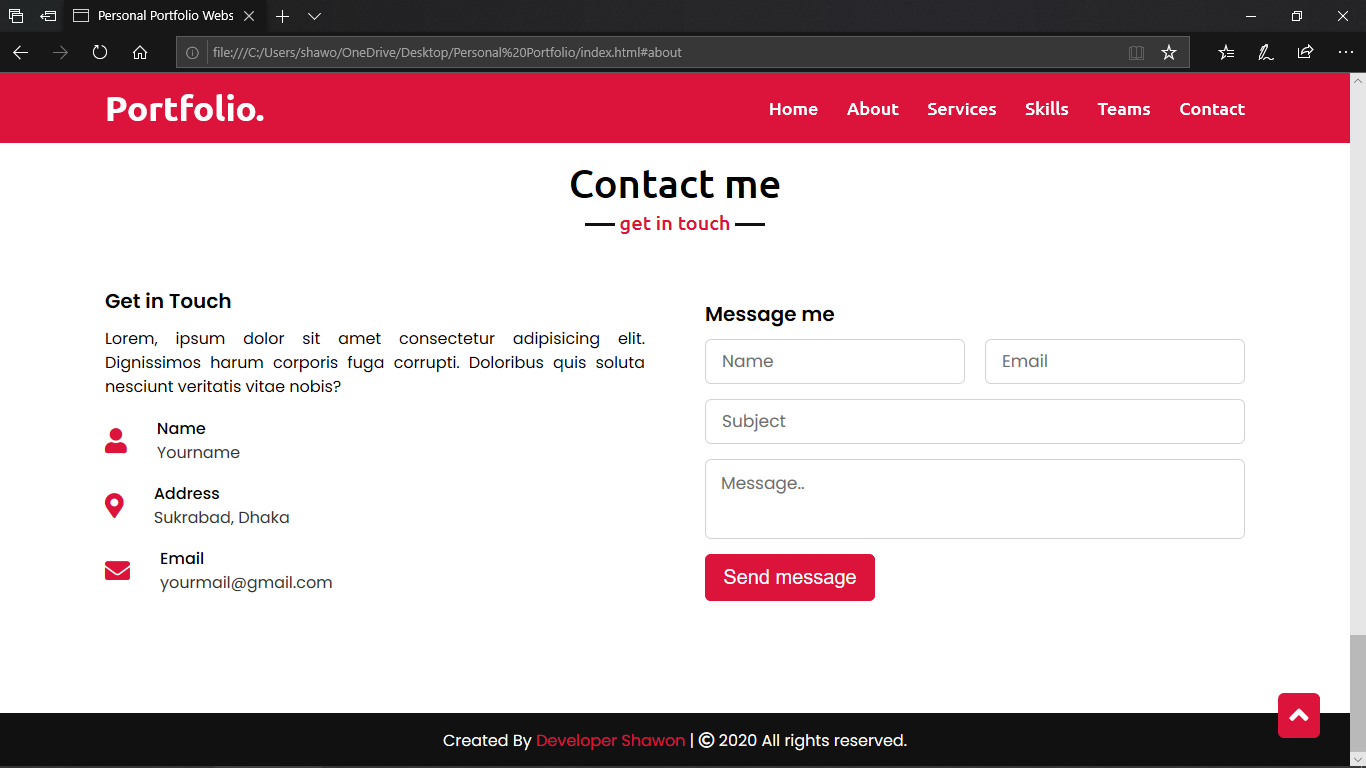 Personal Portfolio Webs
file:///C:/Users/shawo/OneDrive/Desktop/Personal%20Portfolio/index.html#about
Portfolio.
Home About Services Skills Teams Contact
Contact me
get in touch
Get in Touch
Lorem, ipsum dolor sit amet consectetur adipisicing elit.
Dignissimos harum corporis fuga corrupti. Doloribus quis soluta
nesciunt veritatis vitae nobis?
Name
Yourname
Address
Sukrabad, Dhaka
Email
yourmail@gmail.com
Message me
Name
Email
Subject
Message..
Send message
Created By Developer Shawon | © 2020 All rights reserved.